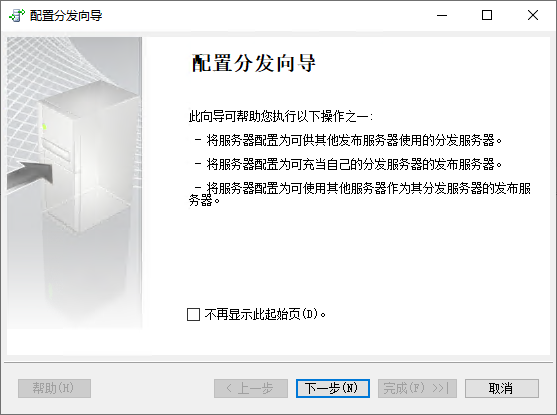 配置分发向导
配置分发向导
此向导可帮助您执行以下操作之一:
- 将服务器配置为可供其他发布服务器使用的分发服务器。
- 将服务器配置为可充当自己的分发服务器的发布服务器。
- 将服务器配置为可使用其他服务器作为其分发服务器的发布服
务器。
不再显示此起始页(D)。
帮助(H)
< 上一步
下一步(N)
完成(F) >>|
取消